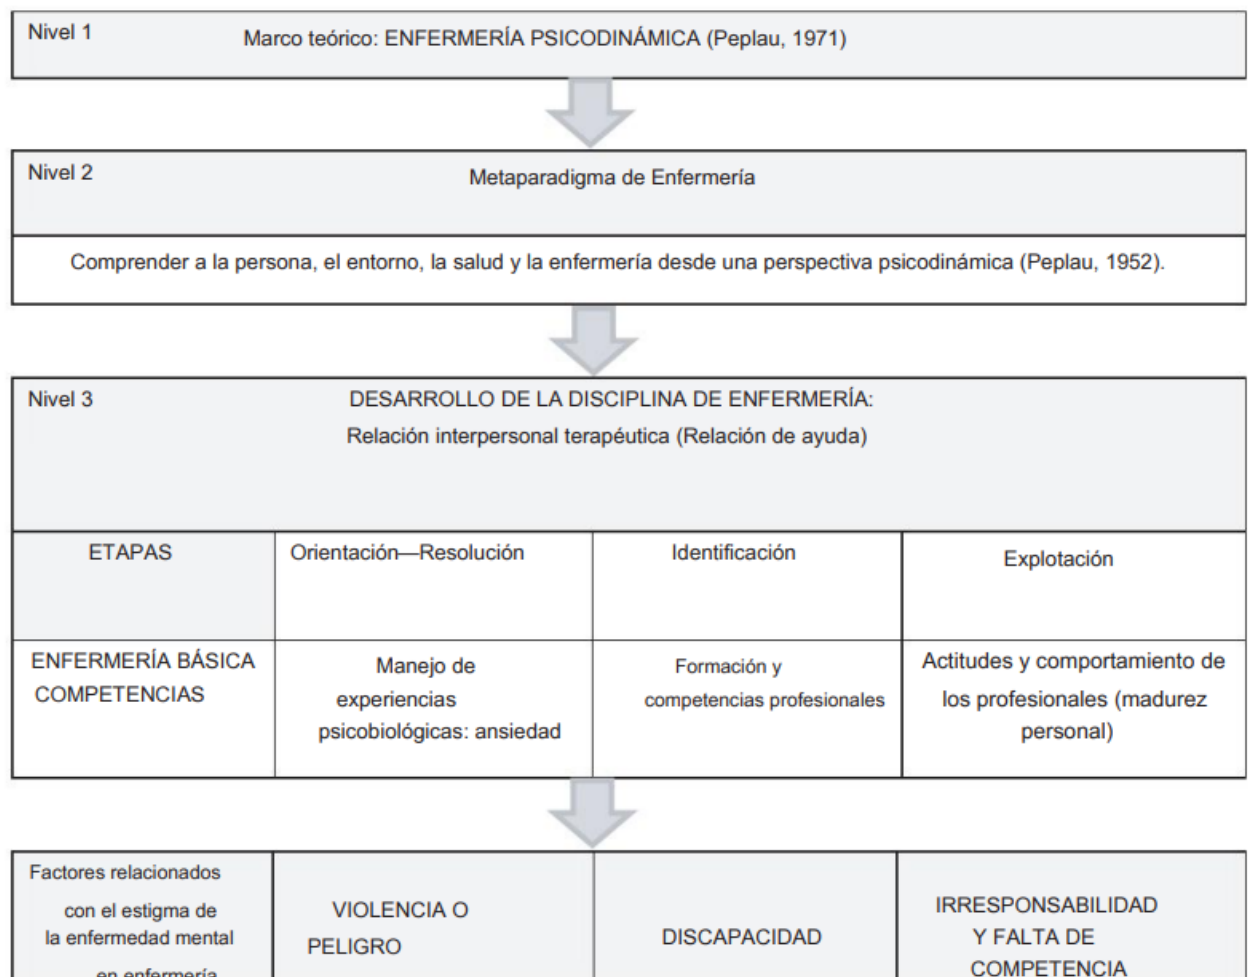 Nivel 1
Marco teórico: ENFERMERÍA PSICODINÁMICA (Peplau, 1971)
Nivel 2
Metaparadigma de Enfermería
Comprender a la persona, el entorno, la salud y la enfermería desde una perspectiva psicodinámica (Peplau, 1952).
Nivel 3
DESARROLLO DE LA DISCIPLINA DE ENFERMERÍA:
Relación interpersonal terapéutica (Relación de ayuda)
ETAPAS
Orientación—Resolución
Identificación
Explotación
ENFERMERÍA BÁSICA
COMPETENCIAS
Manejo de
experiencias
psicobiológicas: ansiedad
Formación y
competencias profesionales
Actitudes y comportamiento de
los profesionales (madurez
personal)
Factores relacionados
con el estigma de
la enfermedad mental
en enfermería
VIOLENCIA O
PELIGRO
DISCAPACIDAD
IRRESPONSABILIDAD
Y FALTA DE
COMPETENCIA